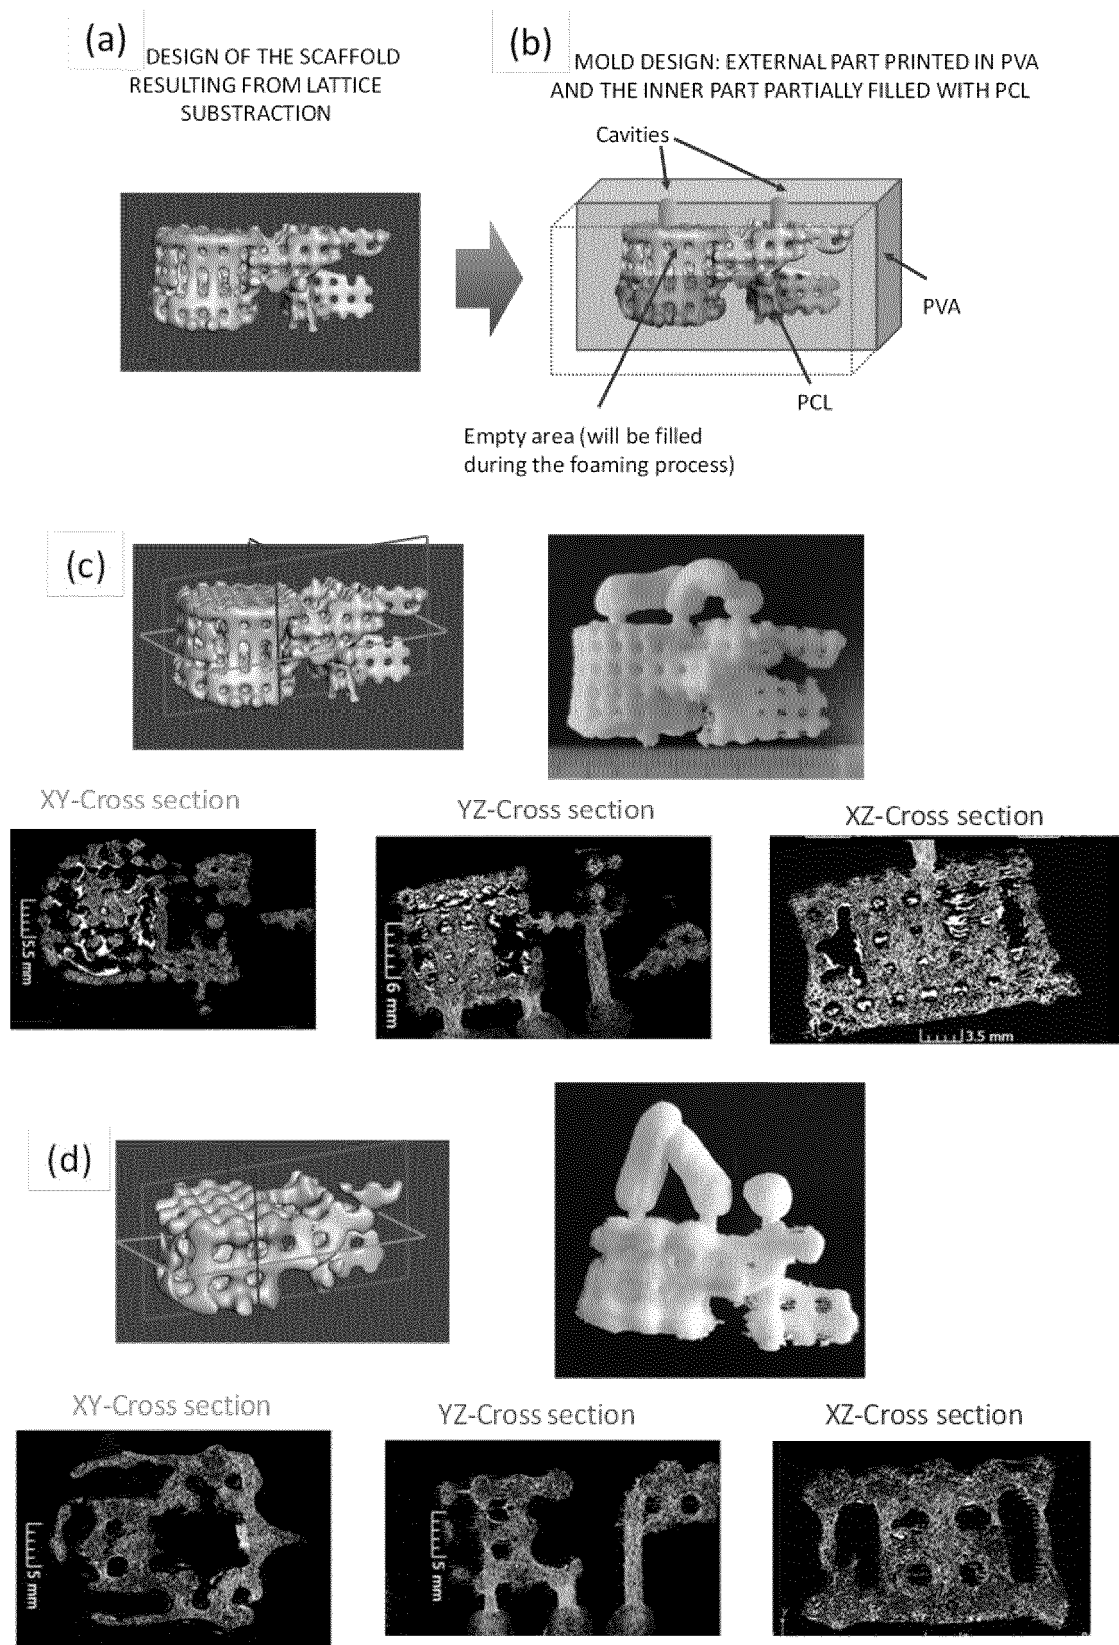 (a)
DESIGN OF THE SCAFFOLD
RESULTING FROM LATTICE
SUBSTRACTION
(b)
MOLD DESIGN: EXTERNAL PART PRINTED IN PVA
AND THE INNER PART PARTIALLY FILLED WITH PCL
Cavities
PVA
PCL
Empty area (will be filled
during the foaming process)
(c)
XY-Cross section
YZ-Cross section
XZ-Cross section
5.5 mm
6 mm
3.5 mm
(d)
XY-Cross section
YZ-Cross section
XZ-Cross section
5 mm
5 mm